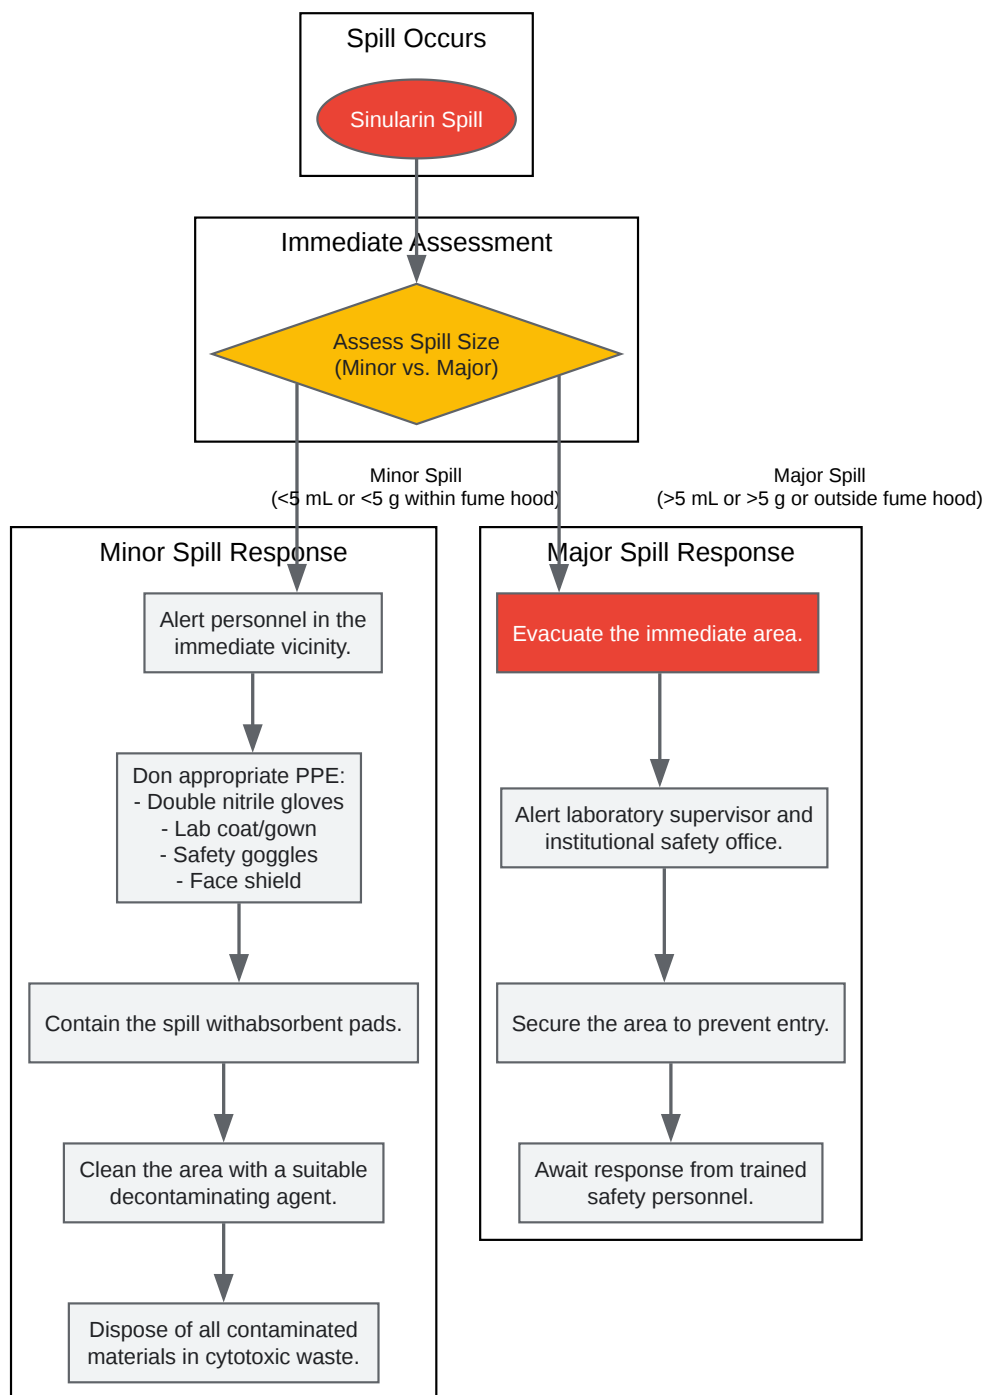 Spill Occurs
Sinularin Spill
Immediate Assessment
Assess Spill Size
(Minor vs. Major)
Minor Spill
(<5 mL or <5 g within fume hood)
Major Spill
(>5 mL or >5 g or outside fume hood)
Minor Spill Response
Alert personnel in the
immediate vicinity.
Don appropriate PPE:
- Double nitrile gloves
- Lab coat/gown
- Safety goggles
- Face shield
Contain the spill withabsorbent pads.
Clean the area with a suitable
decontaminating agent.
Dispose of all contaminated
materials in cytotoxic waste.
Major Spill Response
Evacuate the immediate area.
Alert laboratory supervisor and
institutional safety office.
Secure the area to prevent entry.
Await response from trained
safety personnel.